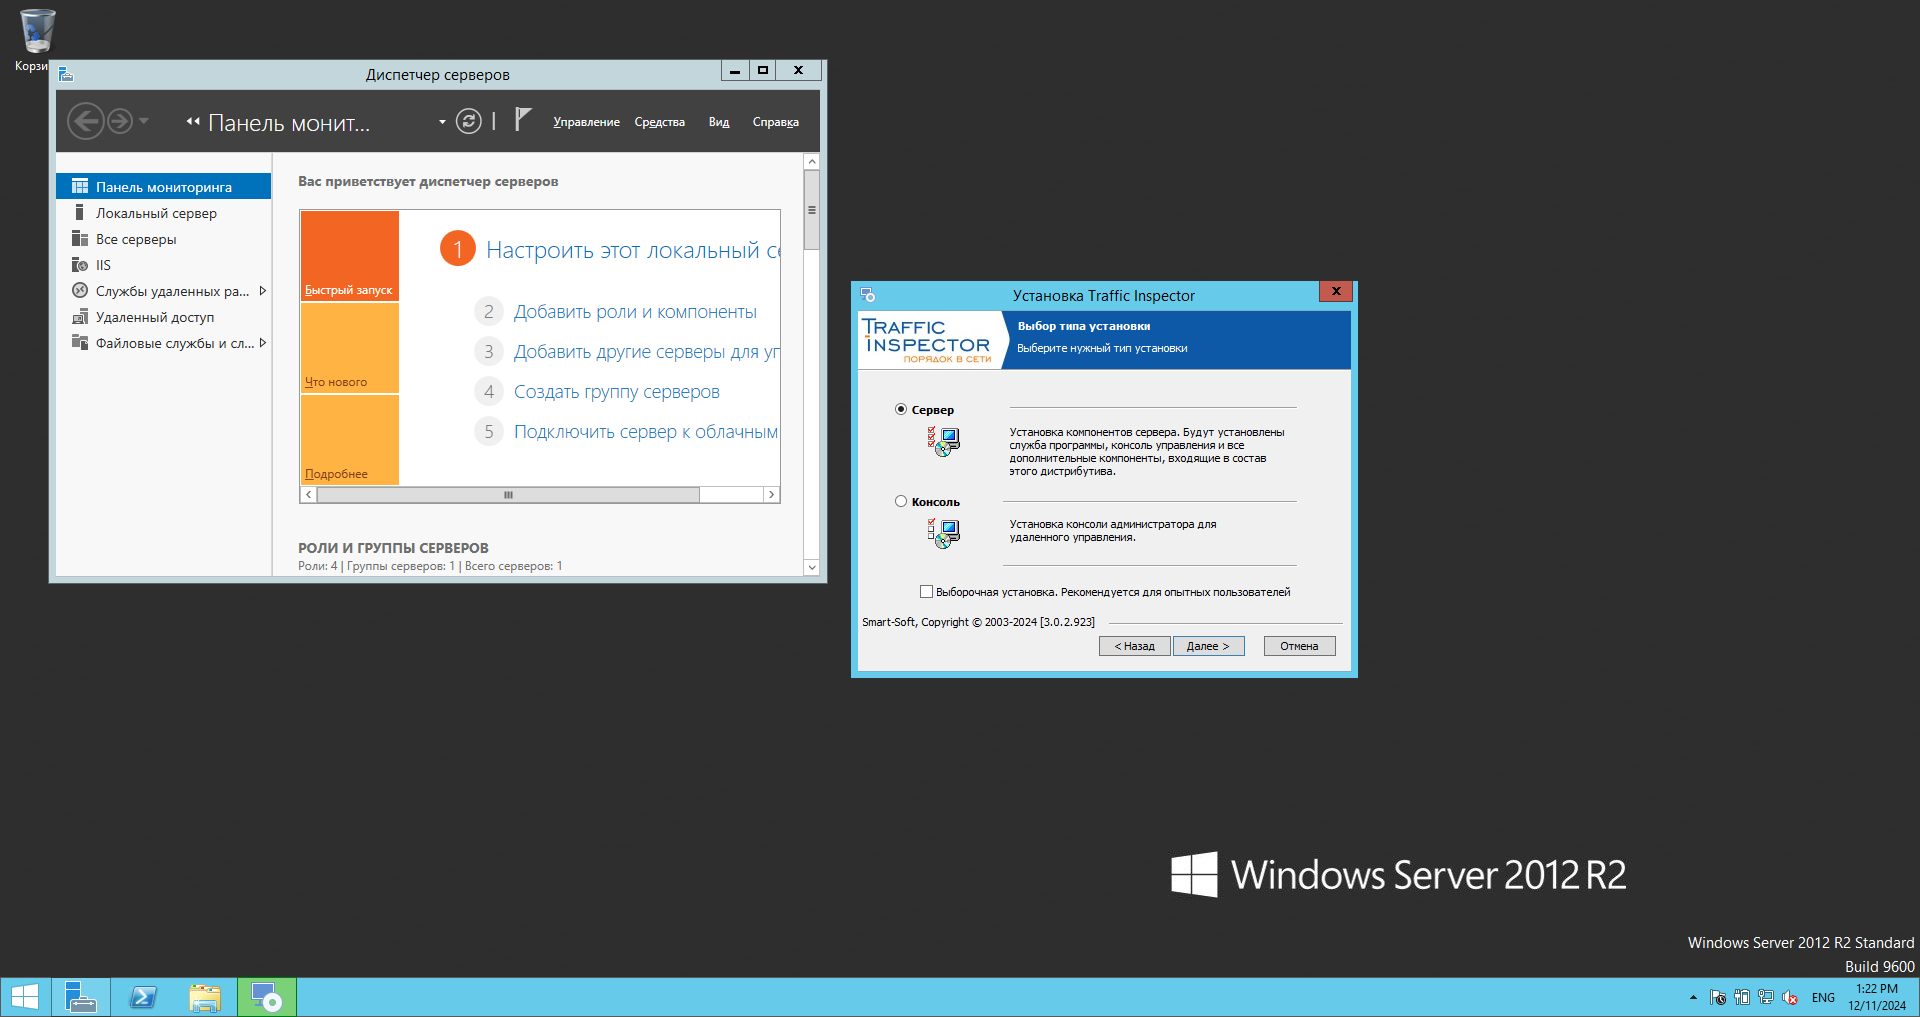 Корзи
Диспетчер серверов
Панель монит...
Управление
Средства
Вид
Справка
Панель мониторинга
Локальный сервер
Все серверы
IIS
Службы удаленных ра...
Удаленный доступ
Файловые службы и сл...
Вас приветствует диспетчер серверов
Быстрый запуск
Что нового
Подробнее
1 Настроить этот локальный се
2 Добавить роли и компоненты
3 Добавить другие серверы для уп
4 Создать группу серверов
5 Подключить сервер к облачным
РОЛИ И ГРУППЫ СЕРВЕРОВ
Роли: 4 | Группы серверов: 1 | Всего серверов: 1
Установка Traffic Inspector
TRAFFIC
INSPECTOR
ПОРЯДОК В СЕТИ
Выбор типа установки
Выберите нужный тип установки
Сервер
Установка компонентов сервера. Будут установлены
служба программы, консоль управления и все
дополнительные компоненты, входящие в состав
этого дистрибутива.
Консоль
Установка консоли администратора для
удаленного управления.
Выборочная установка. Рекомендуется для опытных пользователей
Smart-Soft, Copyright © 2003-2024 [3.0.2.923]
< Назад
Далее >
Отмена
Windows Server 2012 R2
Windows Server 2012 R2 Standard
Build 9600
ENG
1:22 PM
12/11/2024